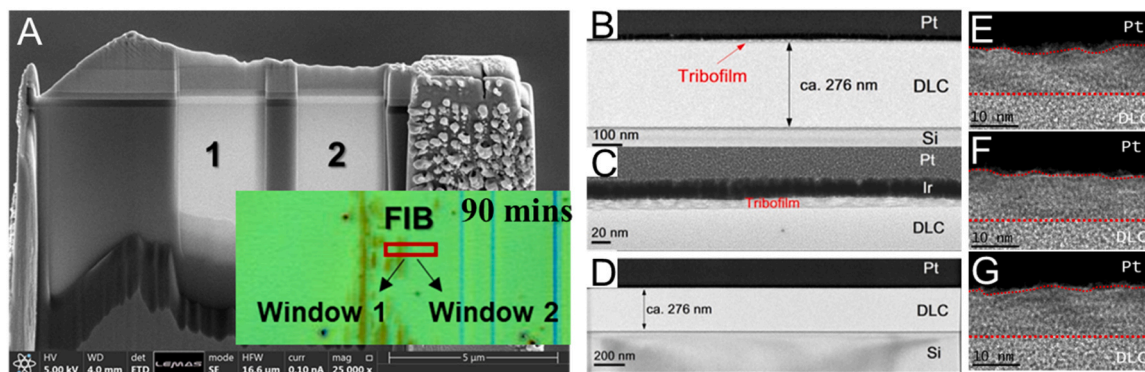 A
1
2
90 mins
FIB
Window 1
Window 2
HV WD det mode HFW curr mag
5.00 kV 4.0 mm ETD LEMAS SE 16.6 µm 0.10 nA 25 000 x 5 µm
B
Pt
Tribofilm
ca. 276 nm
DLC
100 nm
Si
C
Pt
Ir
Tribofilm
20 nm
DLC
D
Pt
ca. 276 nm
DLC
200 nm
Si
E
Pt
10 nm
DLC
F
Pt
10 nm
DLC
G
Pt
10 nm
DLC